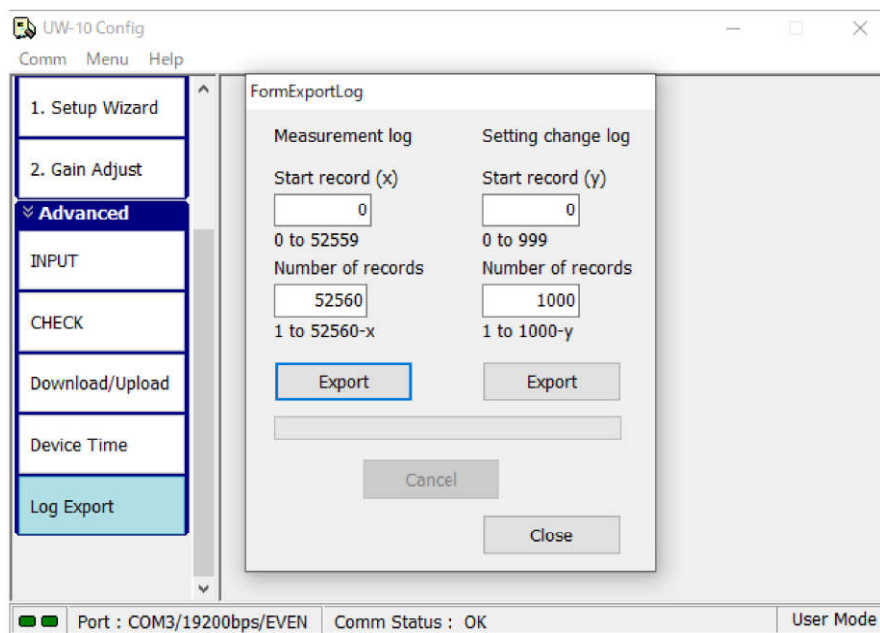 UW-10 Config
Comm Menu Help
1. Setup Wizard
2. Gain Adjust
Advanced
INPUT
CHECK
Download/Upload
Device Time
Log Export
FormExportLog
Measurement log
Start record (x)
0
0 to 52559
Number of records
52560
1 to 52560-x
Export
Setting change log
Start record (y)
0
0 to 999
Number of records
1000
1 to 1000-y
Export
Cancel
Close
Port : COM3/19200bps/EVEN Comm Status : OK User Mode